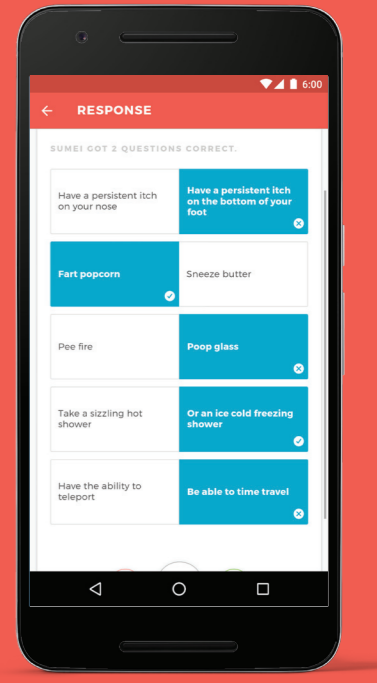 6:00
RESPONSE
SUMEI GOT 2 QUESTIONS CORRECT.
Have a persistent itch
on your nose
Have a persistent itch
on the bottom of your
foot
Fart popcorn
Sneeze butter
Pee fire
Poop glass
Take a sizzling hot
shower
Or an ice cold freezing
shower
Have the ability to
teleport
Be able to time travel